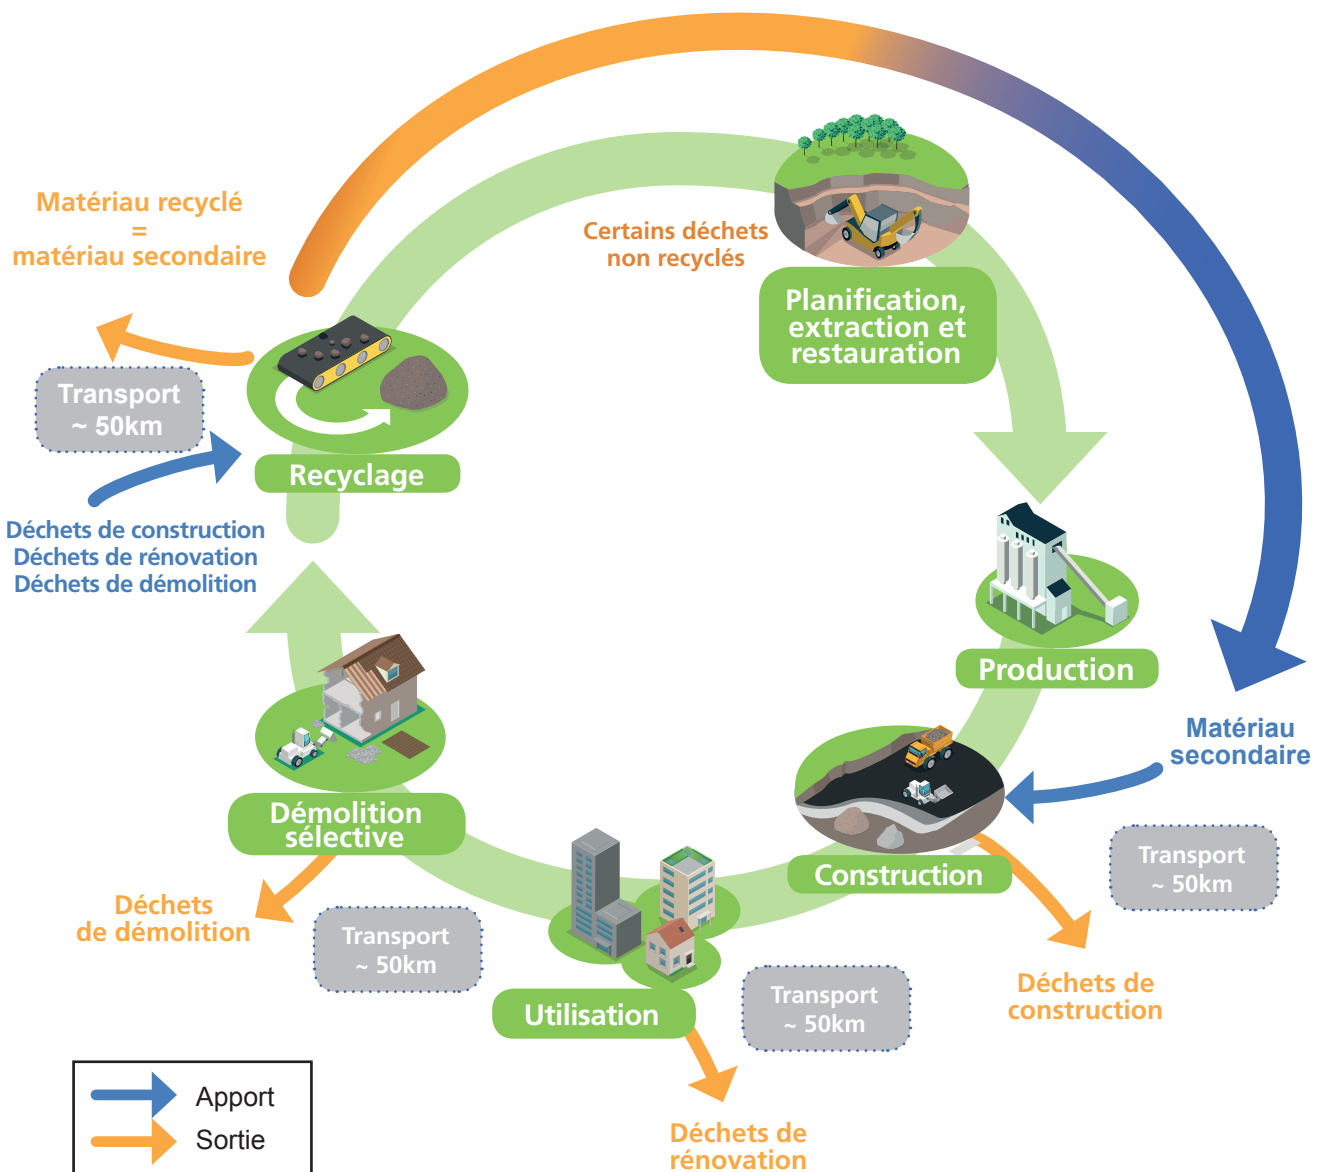 Matériau recyclé
=
matériau secondaire
Certains déchets
non recyclés
Planification,
extraction et
restauration
Transport
~ 50km
Recyclage
Déchets de construction
Déchets de rénovation
Déchets de démolition
Production
Matériau
secondaire
Démolition
sélective
Construction
Transport
~ 50km
Déchets
de démolition
Transport
~ 50km
Utilisation
Transport
~ 50km
Déchets de
construction
Déchets de
rénovation
Apport
Sortie